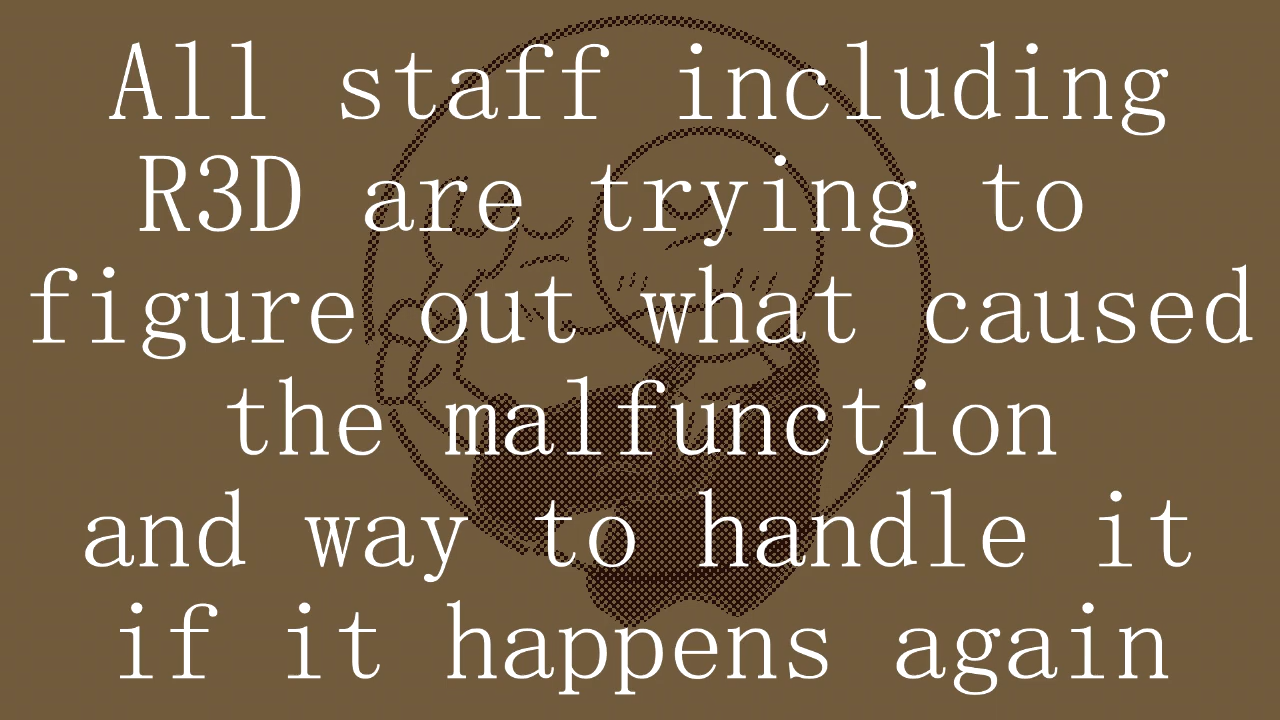 All staff including
R3D are trying to
figure out what caused
the malfunction
and way to handle it
if it happens again